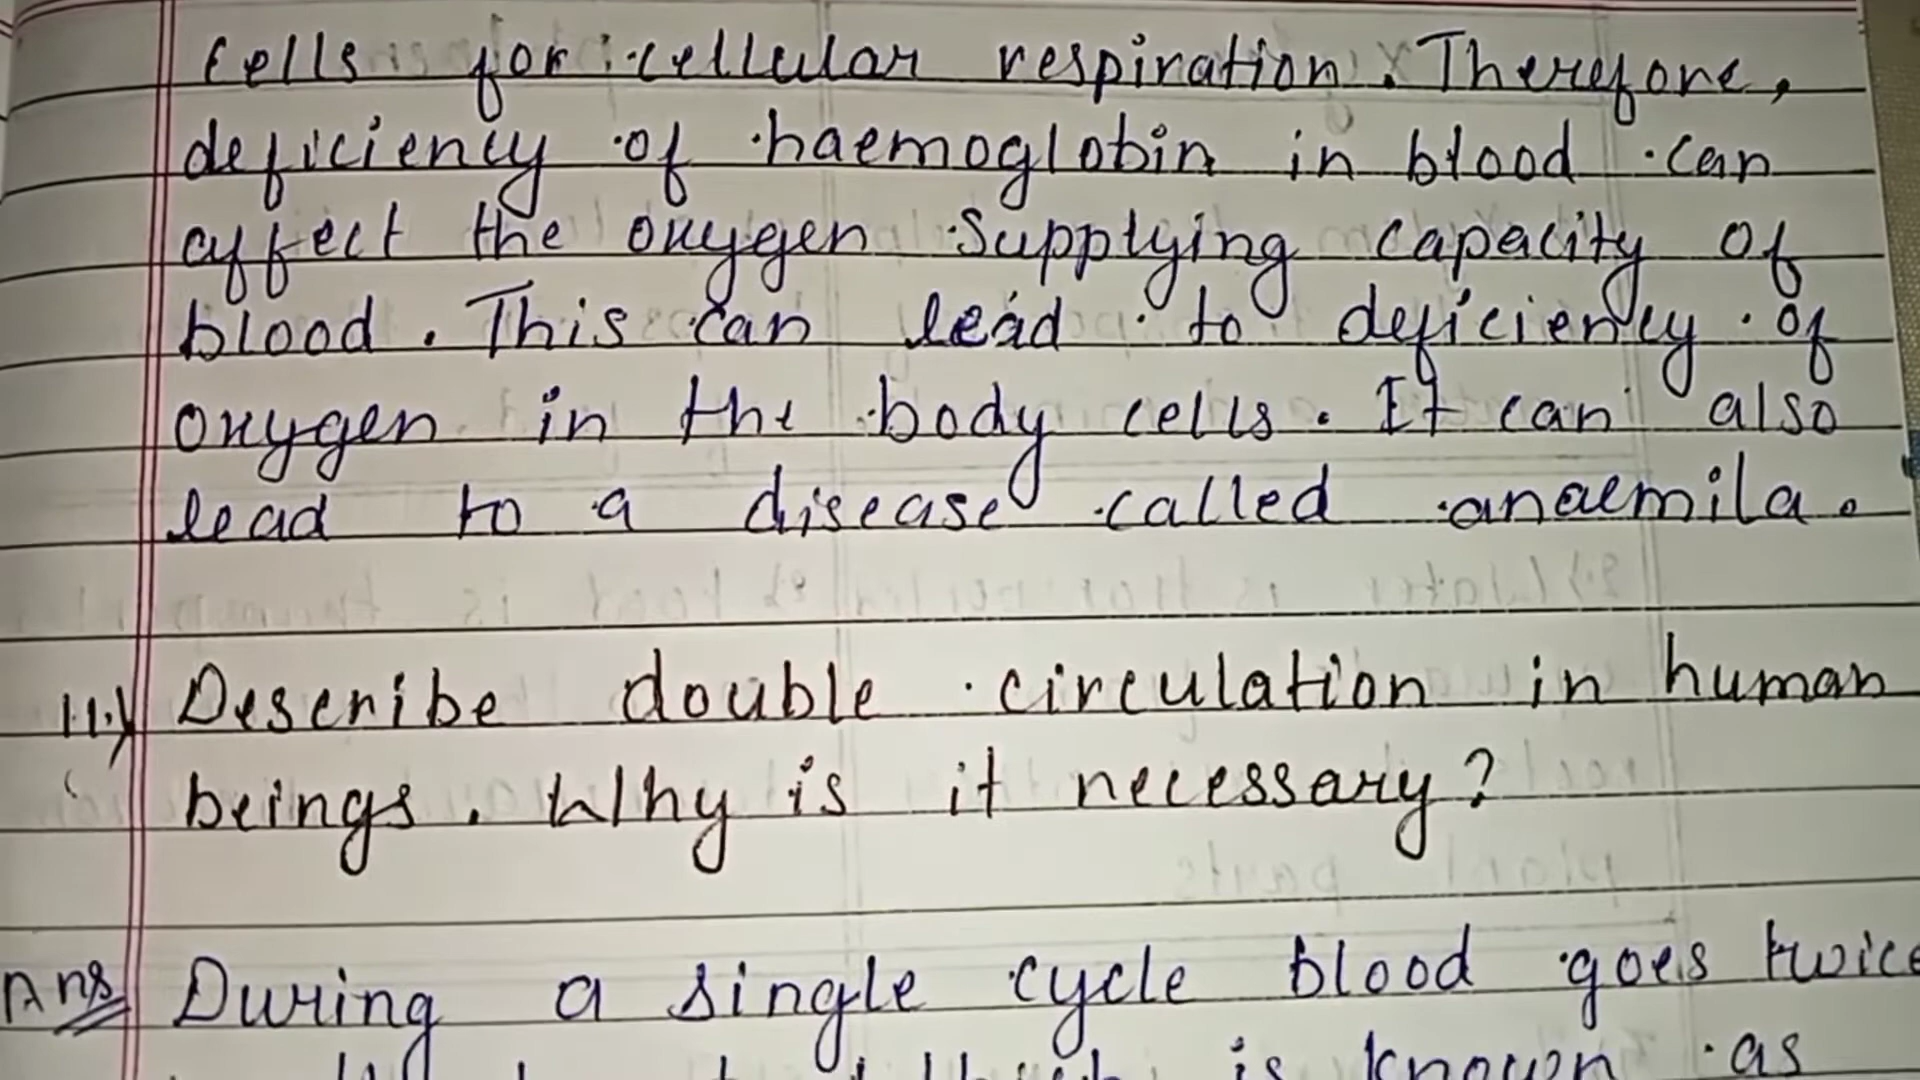 cells for cellular respiration. Therefore,
deficiency of haemoglobin in blood can
affect the oxygen supplying capacity of
blood. This can lead to deficiency of
oxygen in the body cells. It can also
lead to a disease called anaemila.
11.) Describe double circulation in human
beings. Why is it necessary?
Ans During a single cycle blood goes twice
is known as